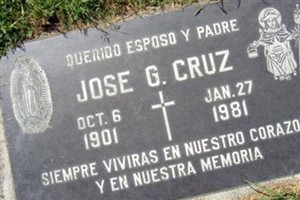 QUERIDO ESPOSO Y PADRE
JOSE G. CRUZ
OCT. 6
1901
JAN. 27
1981
SIEMPRE VIVIRAS EN NUESTRO CORAZO
Y EN NUESTRA MEMORIA